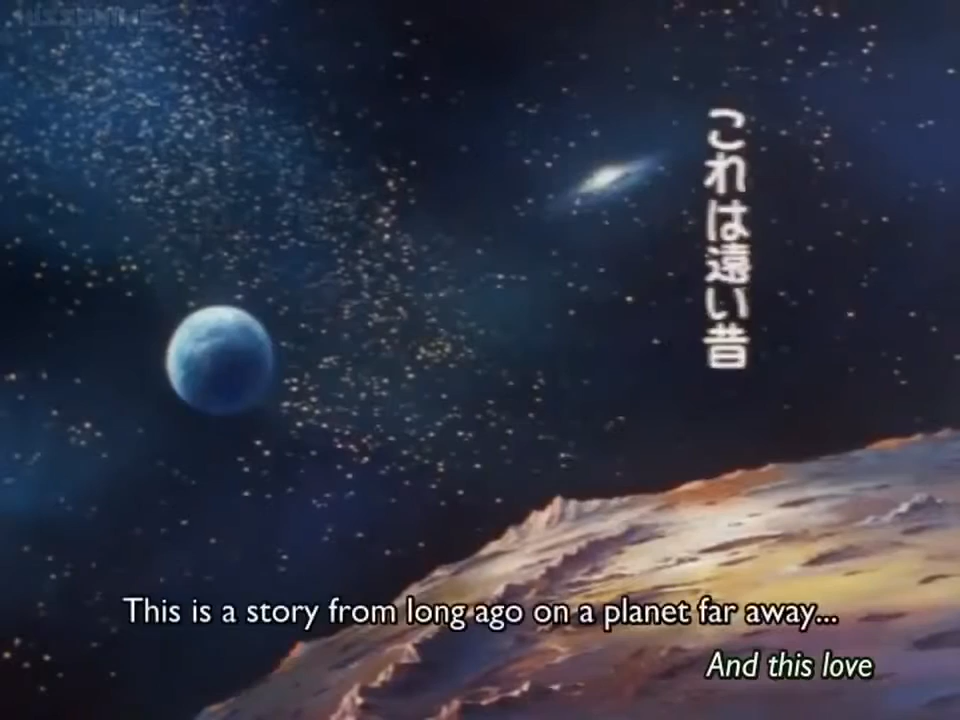 これは遠い昔
This is a story from long ago on a planet far away...
And this love